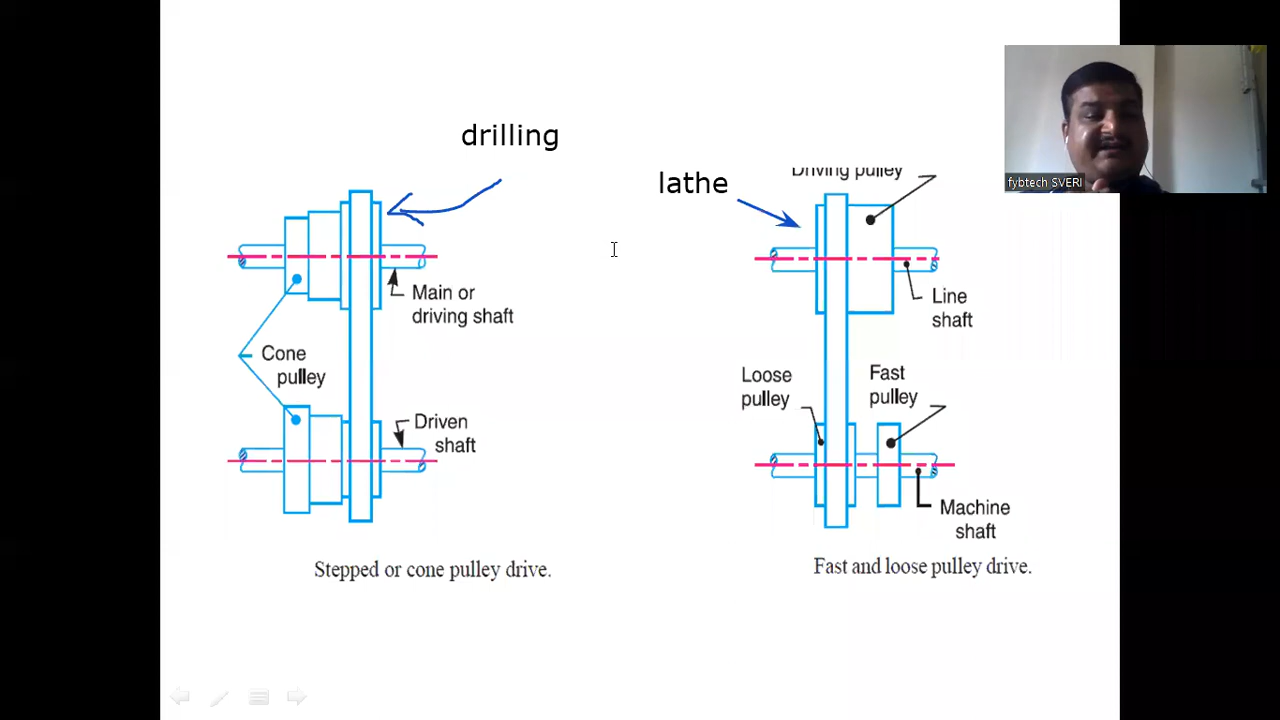 drilling
lathe
Driving pulley
fybtech SVERI
Main or
driving shaft
Cone
pulley
Driven
shaft
Line
shaft
Loose
pulley
Fast
pulley
Machine
shaft
Stepped or cone pulley drive.
Fast and loose pulley drive.